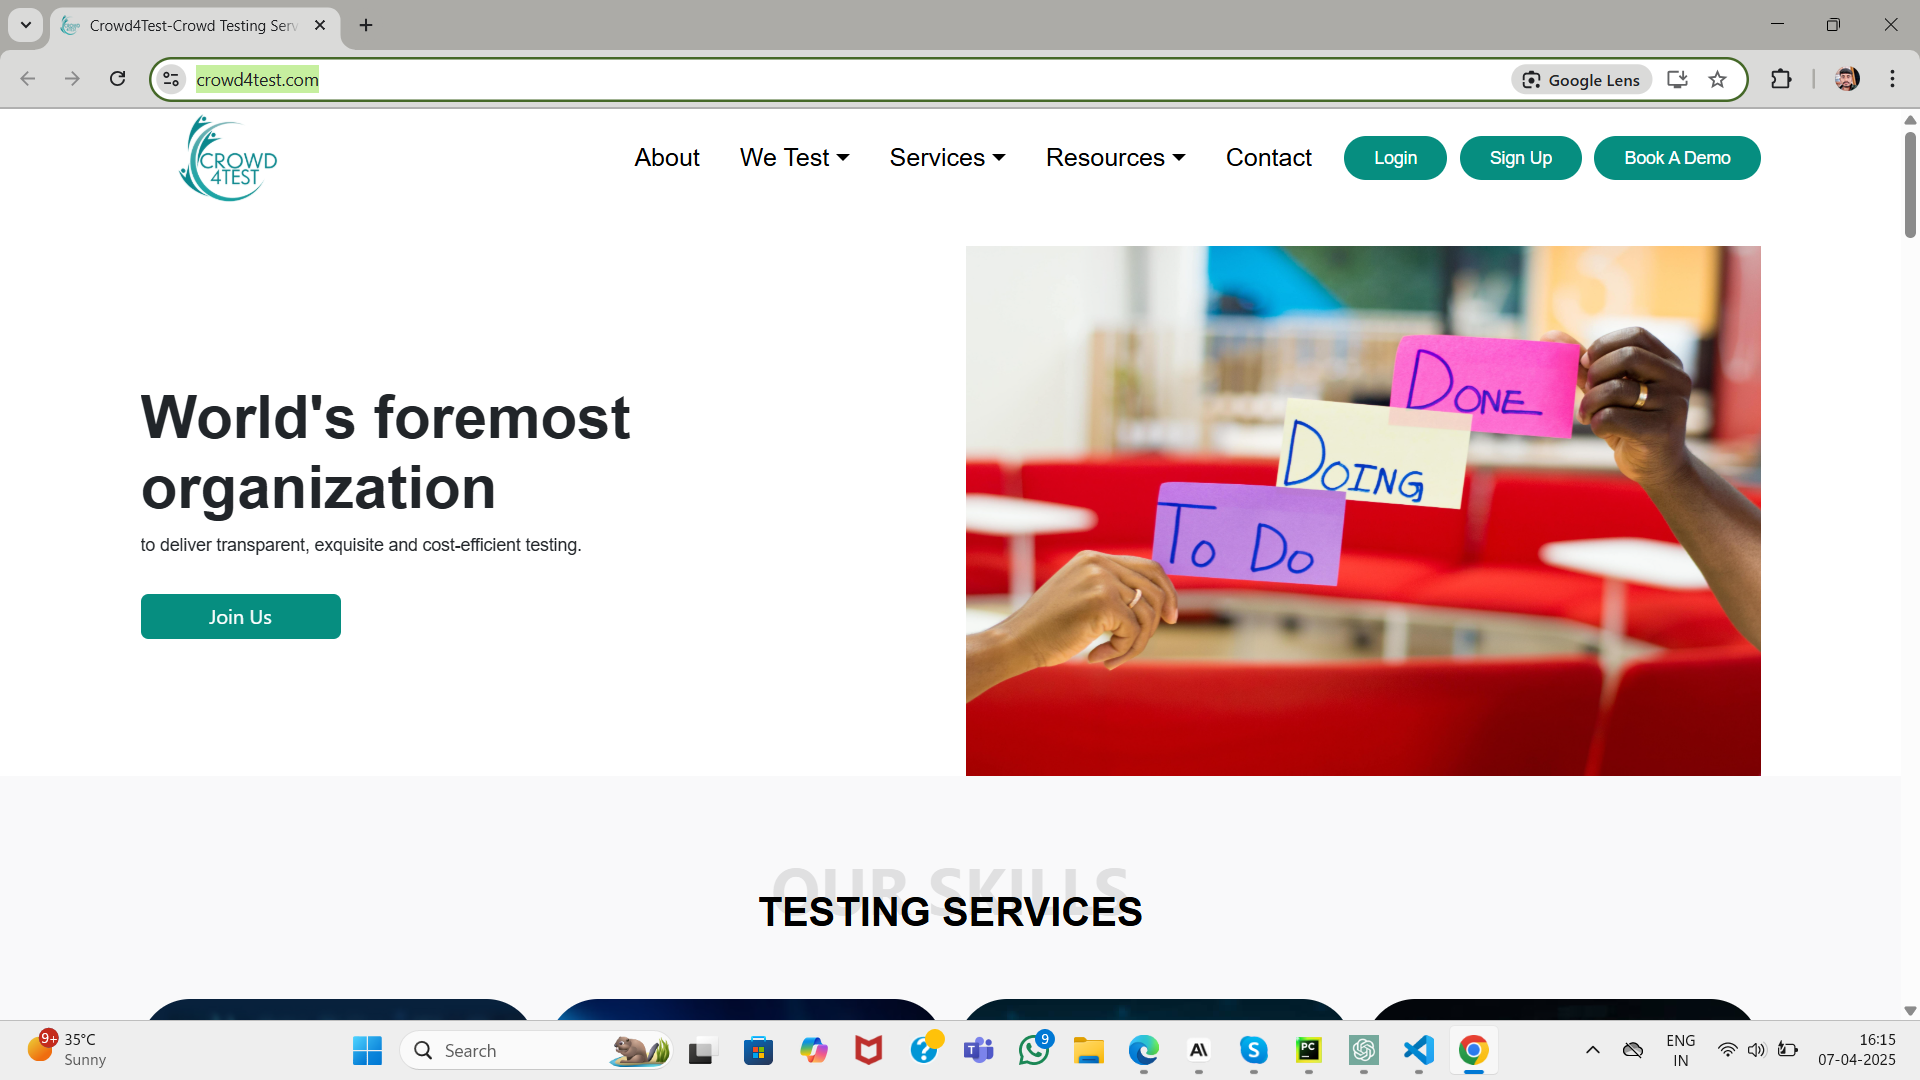 Crowd4Test-Crowd Testing Serv
crowd4test.com
Google Lens
CROWD
4TEST
About
We Test
Services
Resources
Contact
Login
Sign Up
Book A Demo
World's foremost
organization
to deliver transparent, exquisite and cost-efficient testing.
Join Us
DONE
DOING
TO DO
OUR SKILLS
TESTING SERVICES
9+
35°C
Sunny
Search
9
ENG
IN
16:15
07-04-2025